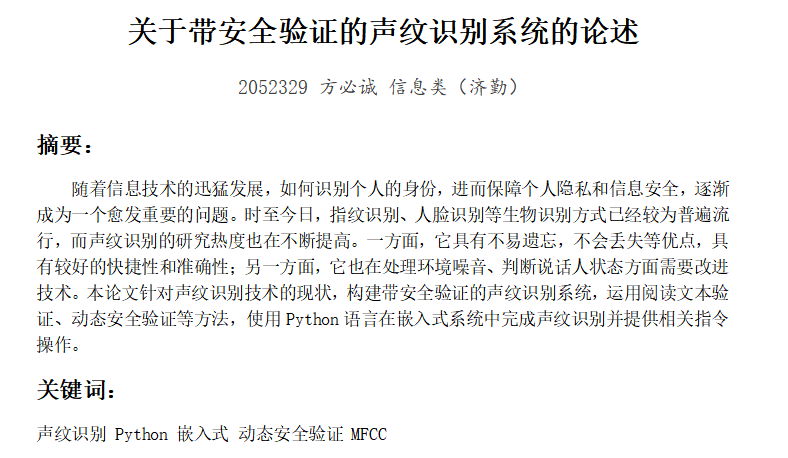 关于带安全验证的声纹识别系统的论述
2052329 方必诚 信息类（济勤）
摘要：
随着信息技术的迅猛发展，如何识别个人的身份，进而保障个人隐私和信息安全，逐渐
成为一个愈发重要的问题。时至今日，指纹识别、人脸识别等生物识别方式已经较为普遍流
行，而声纹识别的研究热度也在不断提高。一方面，它具有不易遗忘，不会丢失等优点，具
有较好的快捷性和准确性；另一方面，它也在处理环境噪音、判断说话人状态方面需要改进
技术。本论文针对声纹识别技术的现状，构建带安全验证的声纹识别系统，运用阅读文本验
证、动态安全验证等方法，使用 Python 语言在嵌入式系统中完成声纹识别并提供相关指令
操作。
关键词：
声纹识别 Python 嵌入式 动态安全验证 MFCC